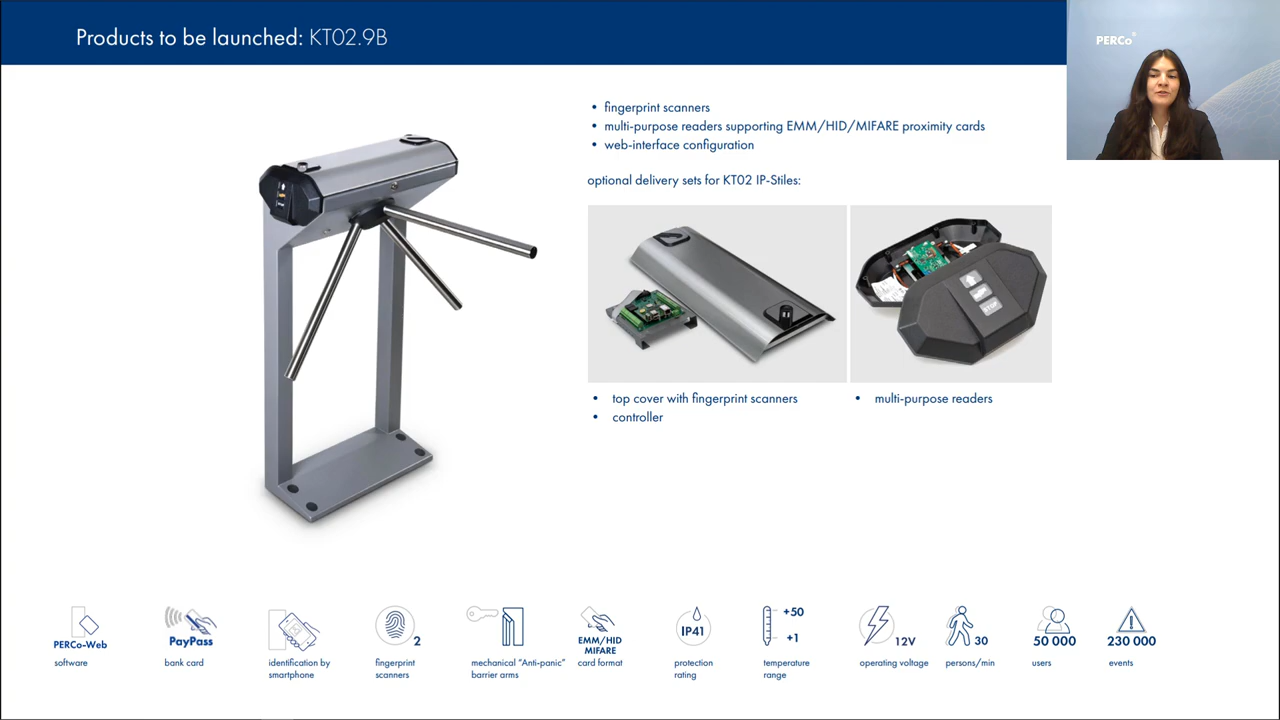 Products to be launched: KT02.9B
PERCo
• fingerprint scanners
• multi-purpose readers supporting EMM/HID/MIFARE proximity cards
• web-interface configuration
optional delivery sets for KT02 IP-Stiles:
STOP
• top cover with fingerprint scanners
• controller
• multi-purpose readers
PERCo-Web
software
PayPass
bank card
identification by
smartphone
2
fingerprint
scanners
mechanical “Anti-panic”
barrier arms
EMM/HID
MIFARE
card format
IP41
protection
rating
+50
+1
temperature
range
12V
operating voltage
30
persons/min
50 000
users
230 000
events